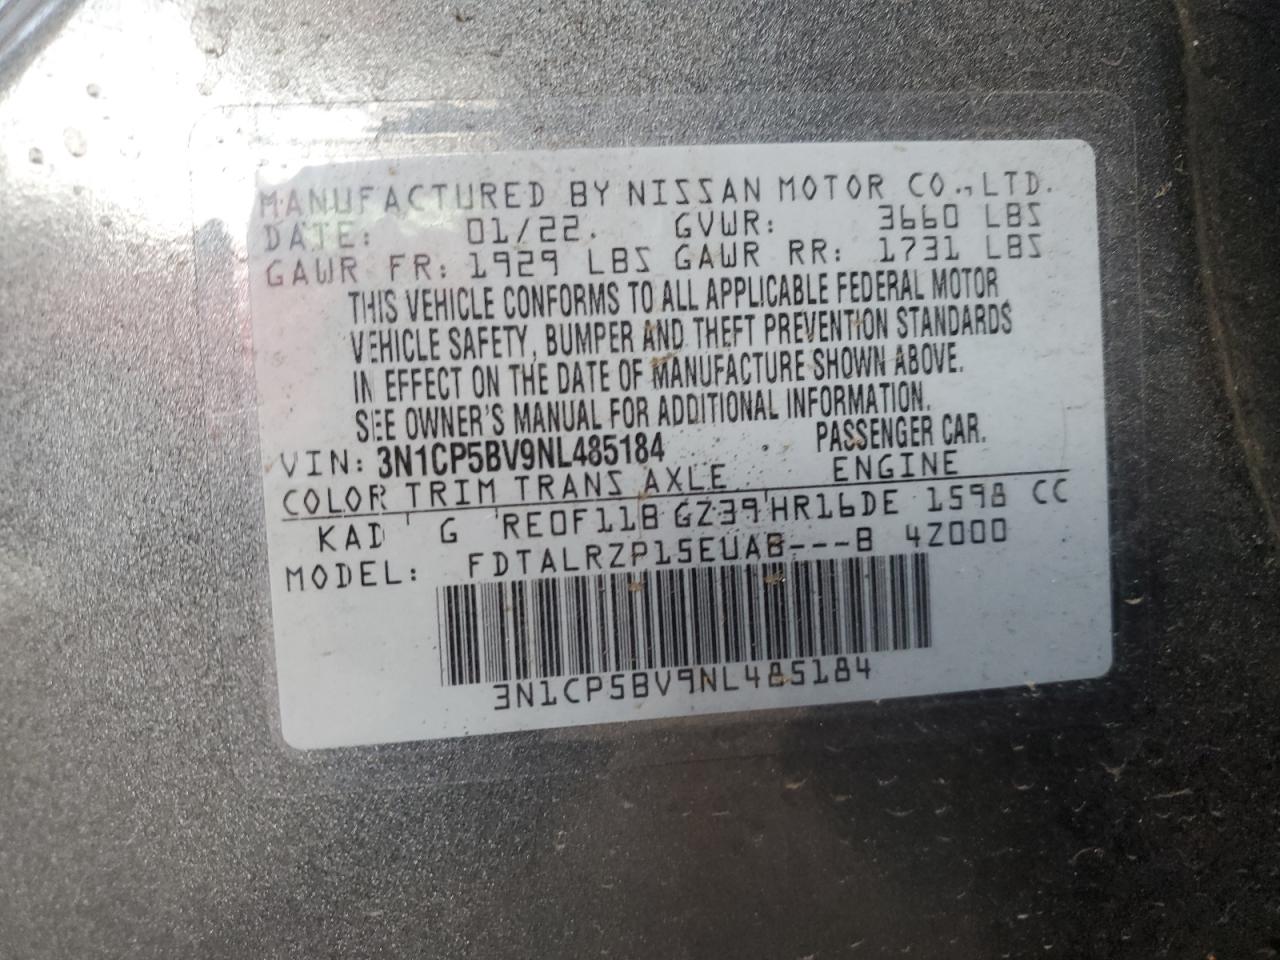 MANUFACTURED BY NISSAN MOTOR CO., LTD.
DATE: 01/22. GVWR: 3660 LBS
GAWR FR: 1929 LBS GAWR RR: 1731 LBS
THIS VEHICLE CONFORMS TO ALL APPLICABLE FEDERAL MOTOR
VEHICLE SAFETY, BUMPER AND THEFT PREVENTION STANDARDS
IN EFFECT ON THE DATE OF MANUFACTURE SHOWN ABOVE.
SEE OWNER'S MANUAL FOR ADDITIONAL INFORMATION.
VIN: 3N1CP5BV9NL485184 PASSENGER CAR.
COLOR TRIM TRANS AXLE ENGINE
KAD G RE0F11B GZ39 HR16DE 1598 CC
MODEL: FDTALRZP15EUAB---B 4Z000
3N1CP5BV9NL485184